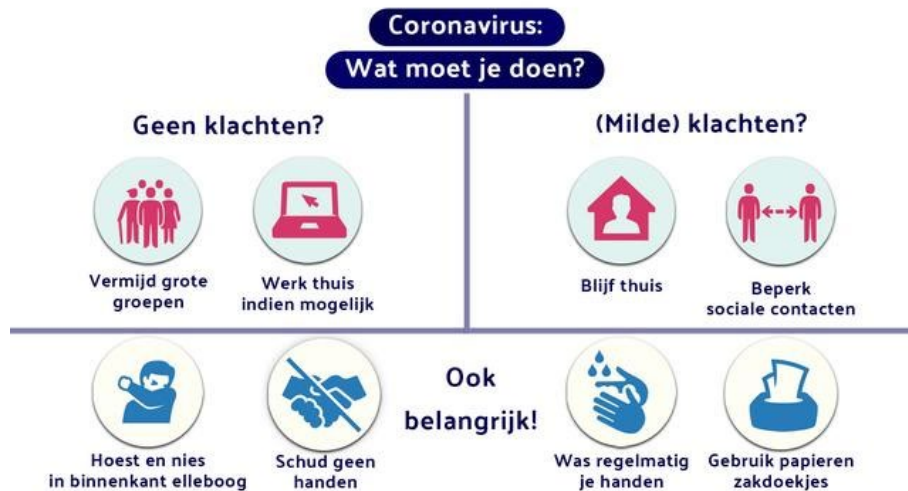 Coronavirus:
Wat moet je doen?
Geen klachten?
Vermijd grote
groepen
Werk thuis
indien mogelijk
(Milde) klachten?
Blijf thuis
Beperk
sociale contacten
Hoest en nies
in binnenkant elleboog
Schud geen
handen
Ook
belangrijk!
Was regelmatig
je handen
Gebruik papieren
zakdoekjes